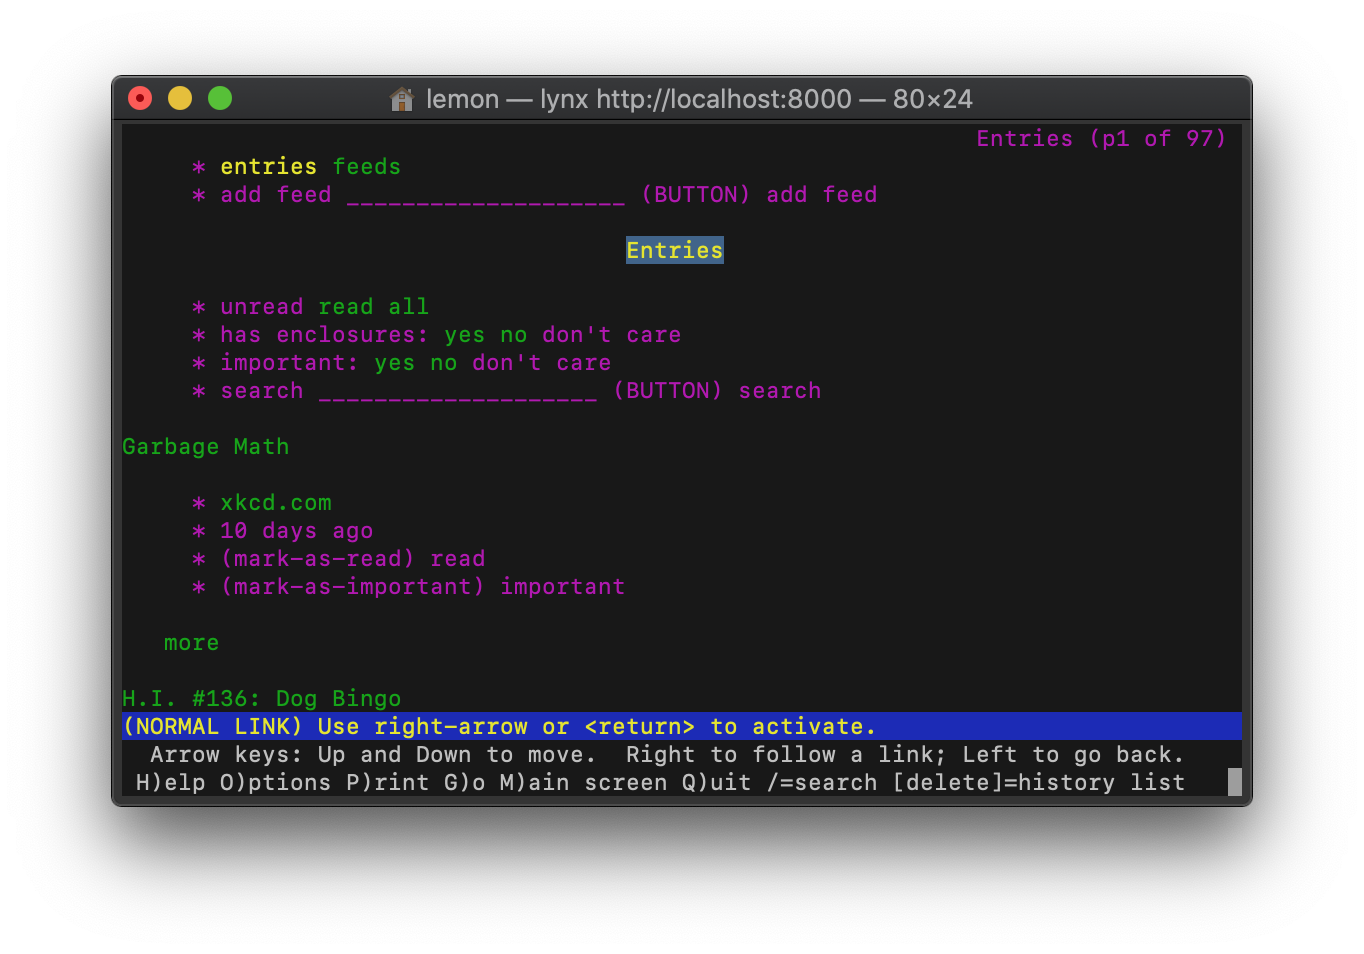 lemon — lynx http://localhost:8000 — 80×24
Entries (p1 of 97)
* entries feeds
* add feed ____________________ (BUTTON) add feed
Entries
* unread read all
* has enclosures: yes no don't care
* important: yes no don't care
* search ____________________ (BUTTON) search
Garbage Math
* xkcd.com
* 10 days ago
* (mark-as-read) read
* (mark-as-important) important
more
H.I. #136: Dog Bingo
(NORMAL LINK) Use right-arrow or <return> to activate.
Arrow keys: Up and Down to move.  Right to follow a link; Left to go back.
H)elp O)ptions P)rint G)o M)ain screen Q)uit /=search [delete]=history list